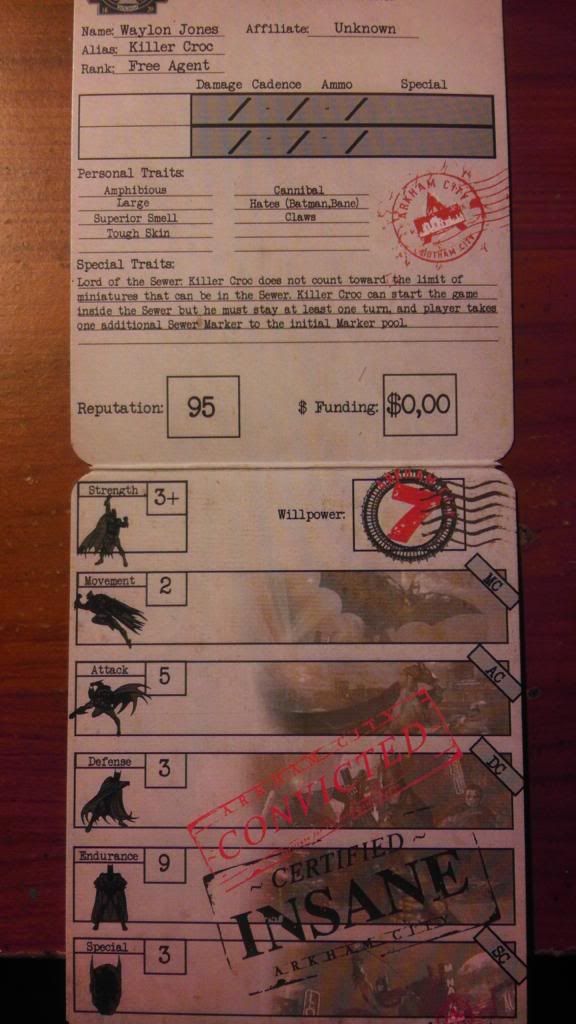 Name: Waylon Jones Affiliate: Unknown
Alias: Killer Croc
Rank: Free Agent
Damage Cadence Ammo Special
/ - / - /
/ - / - /
Personal Traits:
Amphibious Cannibal
Large Hates (Batman,Bane)
Superior Smell Claws
Tough Skin
ARKHAM CITY
GOTHAM CITY
Special Traits:
Lord of the Sewer: Killer Croc does not count toward the limit of
miniatures that can be in the Sewer. Killer Croc can start the game
inside the Sewer but he must stay at least one turn, and player takes
one additional Sewer Marker to the initial Marker pool.
Reputation: 95 $ Funding: $0,00
Strength 3+ Willpower: 7
Movement 2 MC
Attack 5 AC
Defense 3 DC
ARKHAM CITY
CONVICTED
Endurance 9
~ CERTIFIED ~
INSANE
ARKHAM CITY
Special 3 SC